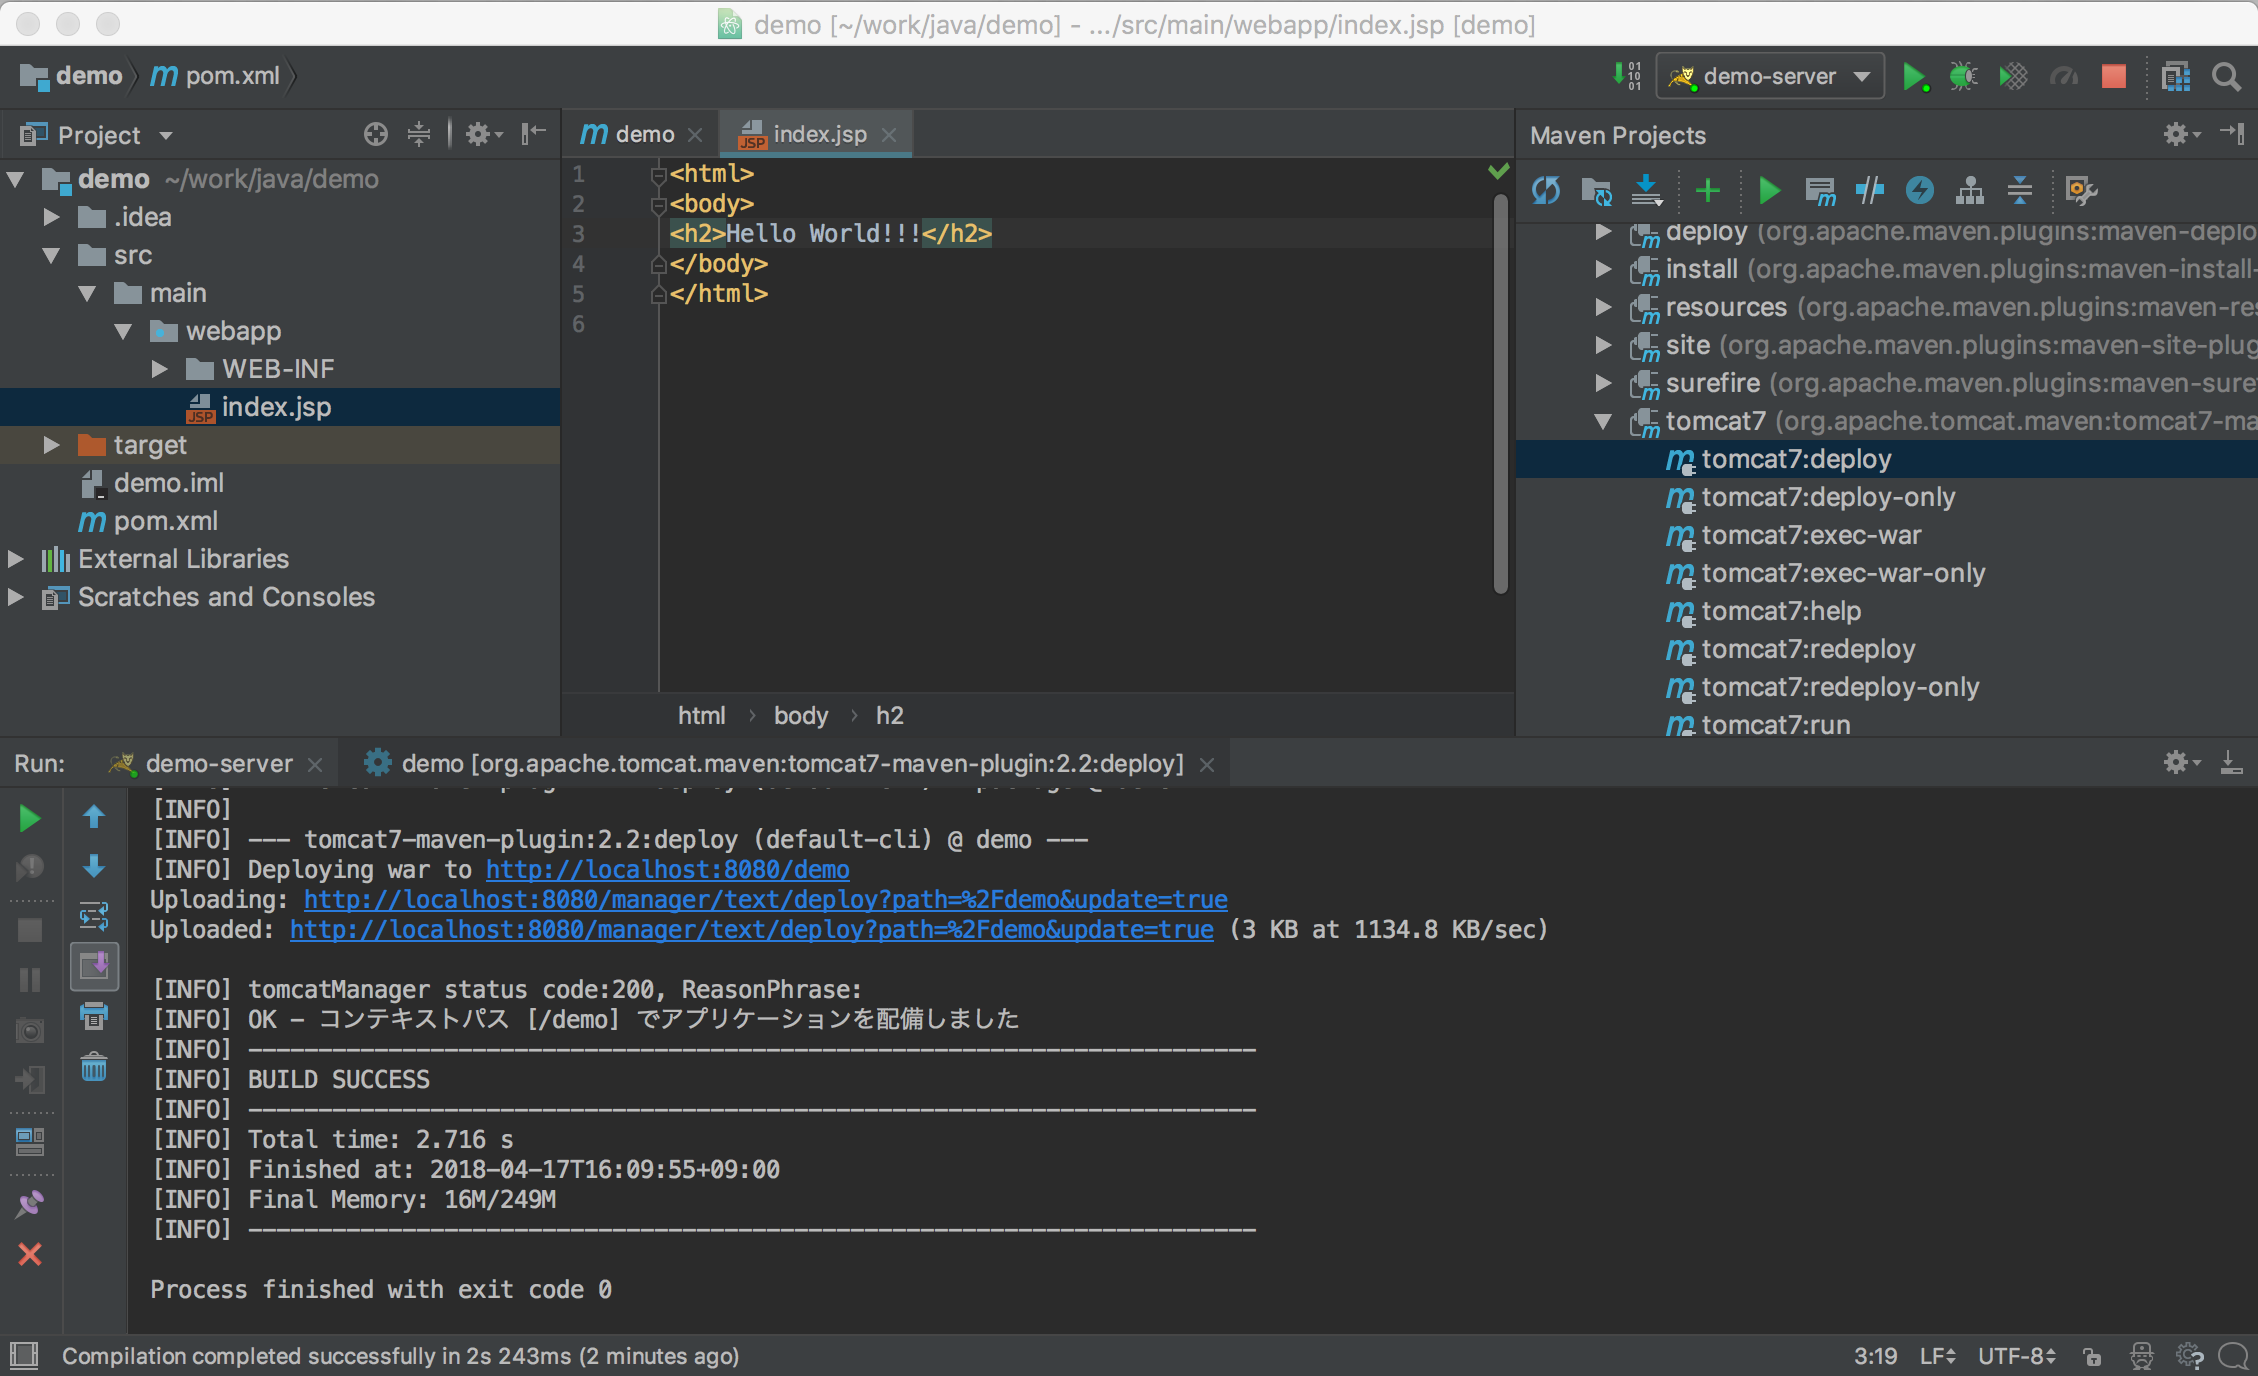 demo [~/work/java/demo] - .../src/main/webapp/index.jsp [demo]
demo
pom.xml
demo-server
Project
demo
index.jsp
Maven Projects
demo ~/work/java/demo
.idea
src
main
webapp
WEB-INF
index.jsp
target
demo.iml
pom.xml
External Libraries
Scratches and Consoles
1 <html>
2 <body>
3 <h2>Hello World!!!</h2>
4 </body>
5 </html>
6
html › body › h2
deploy (org.apache.maven.plugins:maven-deplo
install (org.apache.maven.plugins:maven-install-
resources (org.apache.maven.plugins:maven-res
site (org.apache.maven.plugins:maven-site-plug
surefire (org.apache.maven.plugins:maven-suref
tomcat7 (org.apache.tomcat.maven:tomcat7-ma
tomcat7:deploy
tomcat7:deploy-only
tomcat7:exec-war
tomcat7:exec-war-only
tomcat7:help
tomcat7:redeploy
tomcat7:redeploy-only
tomcat7:run
Run: demo-server demo [org.apache.tomcat.maven:tomcat7-maven-plugin:2.2:deploy]
[INFO]
[INFO] --- tomcat7-maven-plugin:2.2:deploy (default-cli) @ demo ---
[INFO] Deploying war to http://localhost:8080/demo
Uploading: http://localhost:8080/manager/text/deploy?path=%2Fdemo&update=true
Uploaded: http://localhost:8080/manager/text/deploy?path=%2Fdemo&update=true (3 KB at 1134.8 KB/sec)
[INFO] tomcatManager status code:200, ReasonPhrase:
[INFO] OK - コンテキストパス [/demo] でアプリケーションを配備しました
[INFO] ------------------------------------------------------------------------
[INFO] BUILD SUCCESS
[INFO] ------------------------------------------------------------------------
[INFO] Total time: 2.716 s
[INFO] Finished at: 2018-04-17T16:09:55+09:00
[INFO] Final Memory: 16M/249M
[INFO] ------------------------------------------------------------------------
Process finished with exit code 0
Compilation completed successfully in 2s 243ms (2 minutes ago)
3:19 LF UTF-8